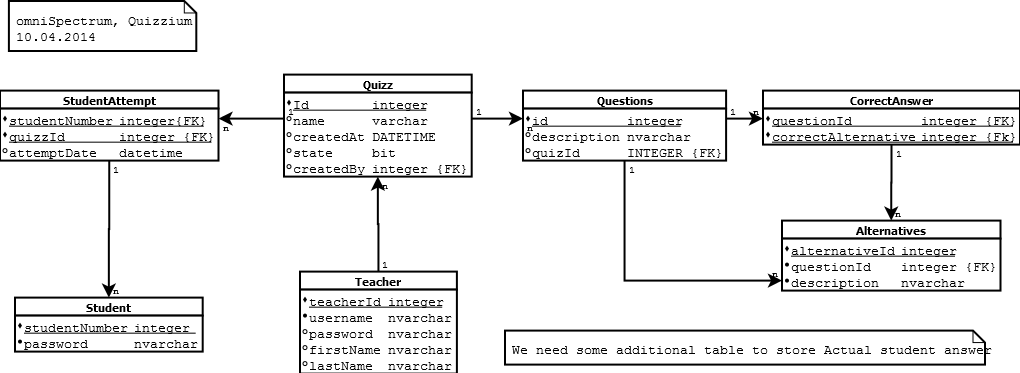 omniSpectrum, Quizzium
10.04.2014
StudentAttempt
studentNumber integer{FK}
quizzId integer {FK}
attemptDate datetime
Quizz
Id integer
name varchar
createdAt DATETIME
state bit
createdBy integer {FK}
Questions
id integer
description nvarchar
quizId INTEGER {FK}
CorrectAnswer
questionId integer {FK}
correctAlternative integer {Fk}
1
n
1
n
1
n
1
n
1
n
1
n
1
n
Alternatives
alternativeId integer
questionId integer {FK}
description nvarchar
Student
studentNumber integer
password nvarchar
Teacher
teacherId integer
username nvarchar
password nvarchar
firstName nvarchar
lastName nvarchar
We need some additional table to store Actual student answer